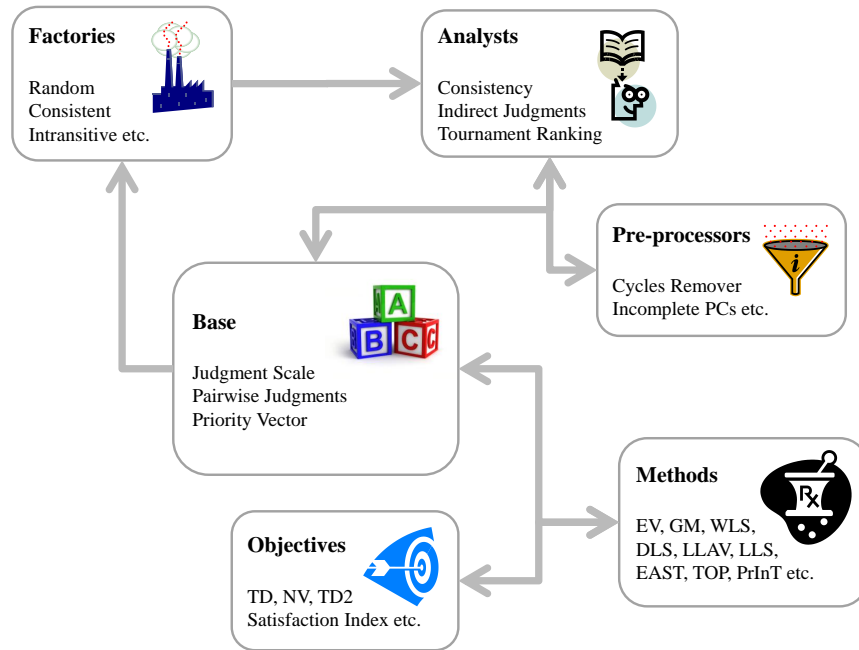 Factories
Random
Consistent
Intransitive etc.
Analysts
Consistency
Indirect Judgments
Tournament Ranking
Pre-processors
i
Cycles Remover
Incomplete PCs etc.
Base
A
B C C
Judgment Scale
Pairwise Judgments
Priority Vector
Methods
Rx
EV, GM, WLS,
DLS, LLAV, LLS,
EAST, TOP, PrInT etc.
Objectives
TD, NV, TD2
Satisfaction Index etc.